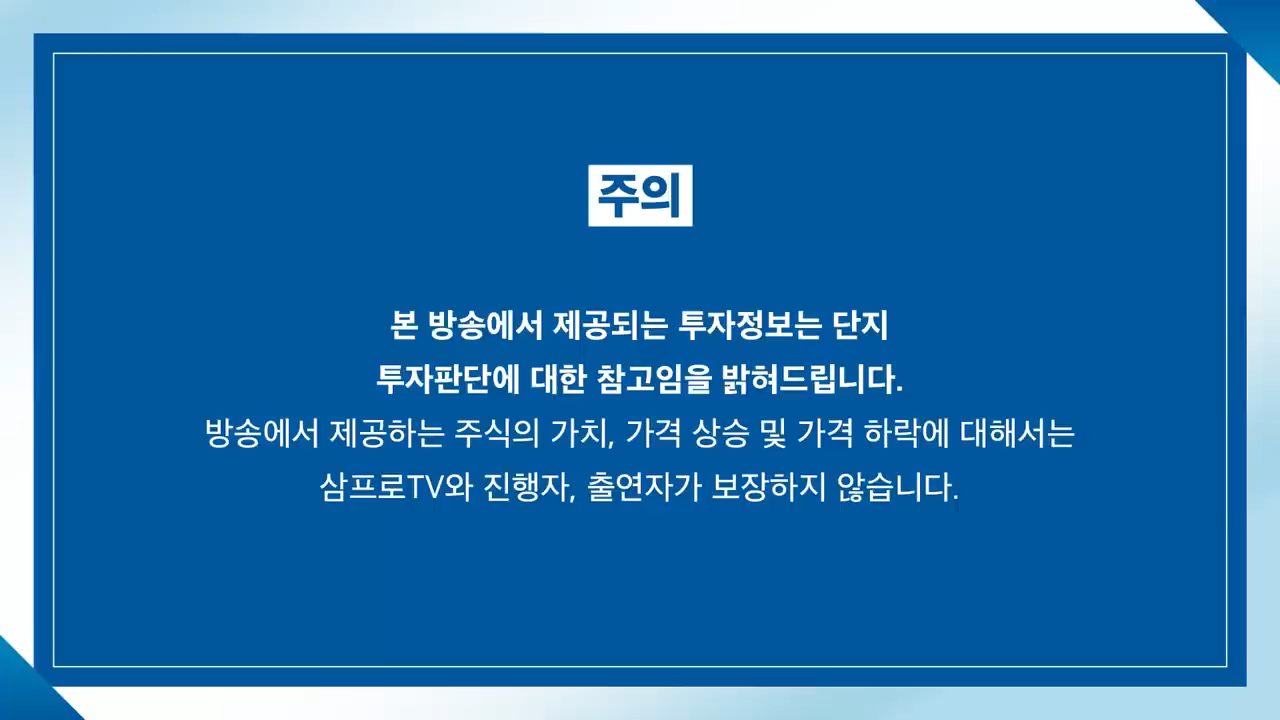 주의
본 방송에서 제공되는 투자정보는 단지
투자판단에 대한 참고임을 밝혀드립니다.
방송에서 제공하는 주식의 가치, 가격 상승 및 가격 하락에 대해서는
삼프로TV와 진행자, 출연자가 보장하지 않습니다.